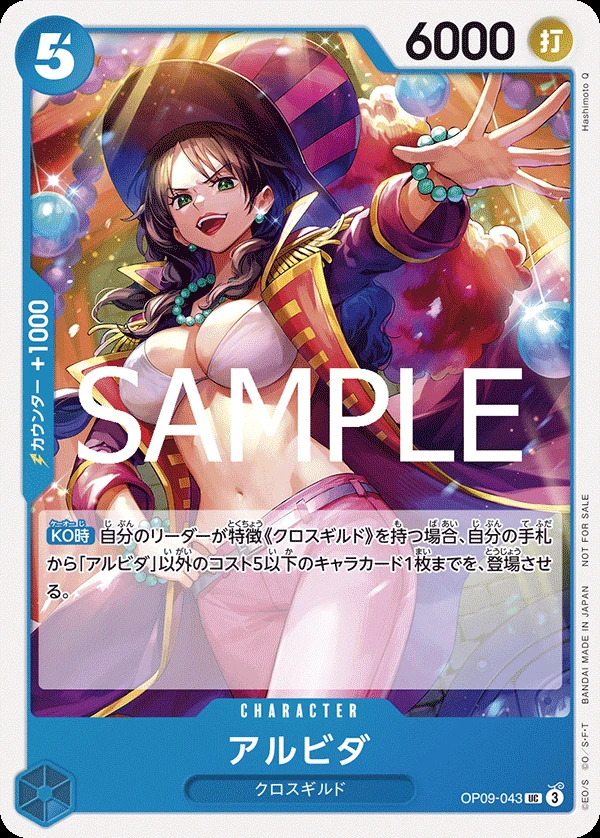 5
6000
打
Hashimoto Q
カウンター +1000
SAMPLE
KO時 自分のリーダーが特徴《クロスギルド》を持つ場合、自分の手札
から「アルビダ」以外のコスト5以下のキャラカード1枚までを、登場させ
る。
CHARACTER
アルビダ
クロスギルド
OP09-043 UC 3
©E.O/S ©O/S・F・T BANDAI MADE IN JAPAN NOT FOR SALE